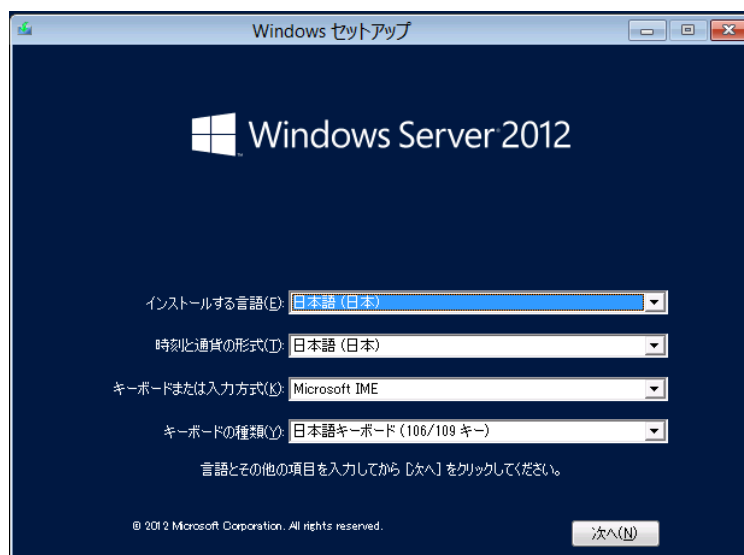 Windows セットアップ
Windows Server 2012
インストールする言語(E): 日本語 (日本)
時刻と通貨の形式(T): 日本語 (日本)
キーボードまたは入力方式(K): Microsoft IME
キーボードの種類(Y): 日本語キーボード (106/109 キー)
言語とその他の項目を入力してから [次へ] をクリックしてください。
© 2012 Microsoft Corporation. All rights reserved.
次へ(N)